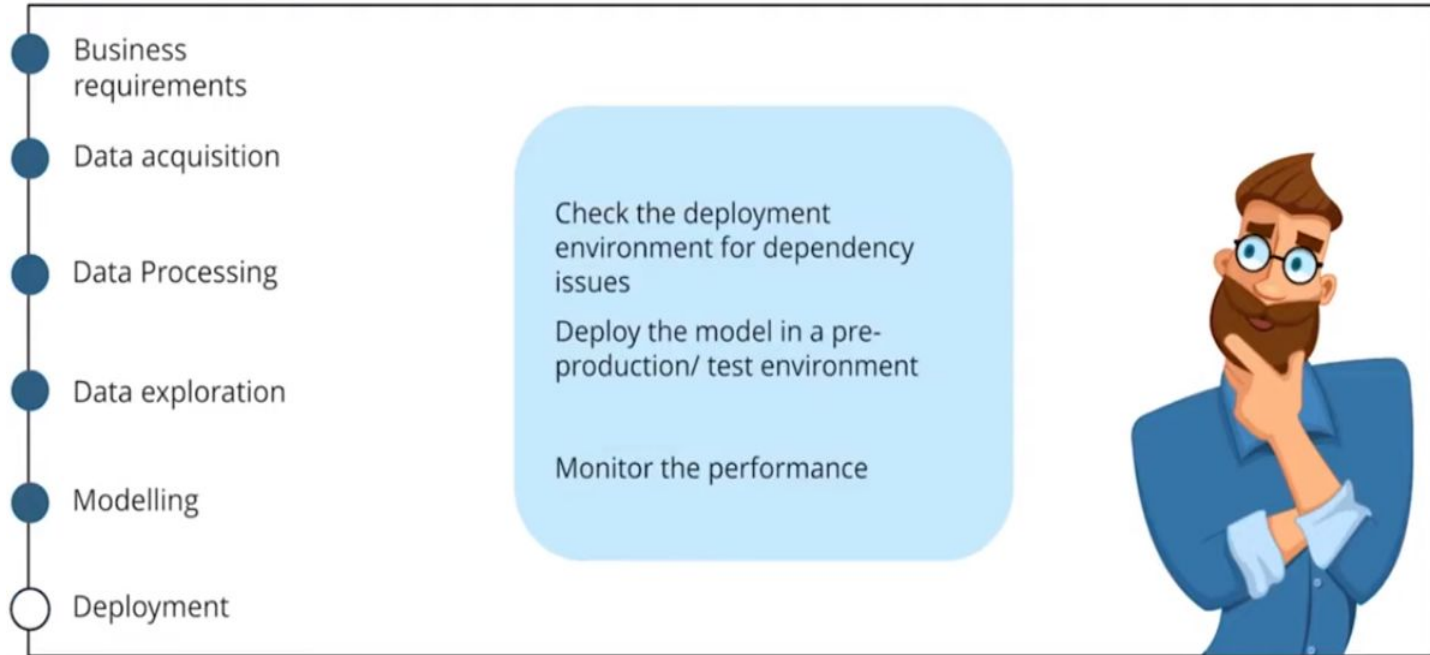 Business
requirements
Data acquisition
Data Processing
Data exploration
Modelling
Deployment
Check the deployment
environment for dependency
issues
Deploy the model in a pre-
production/ test environment
Monitor the performance